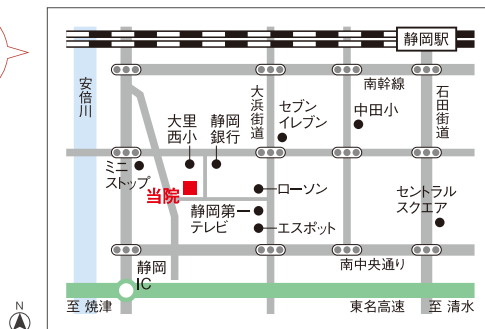 静岡駅
安倍川
南幹線
大浜街道
石田街道
セブン
イレブン
中田小
大里
西小
静岡
銀行
ミニ
ストップ
当院
ローソン
静岡第一
テレビ
エスポット
セントラル
スクエア
静岡
IC
南中央通り
至 焼津
東名高速
至 清水
N